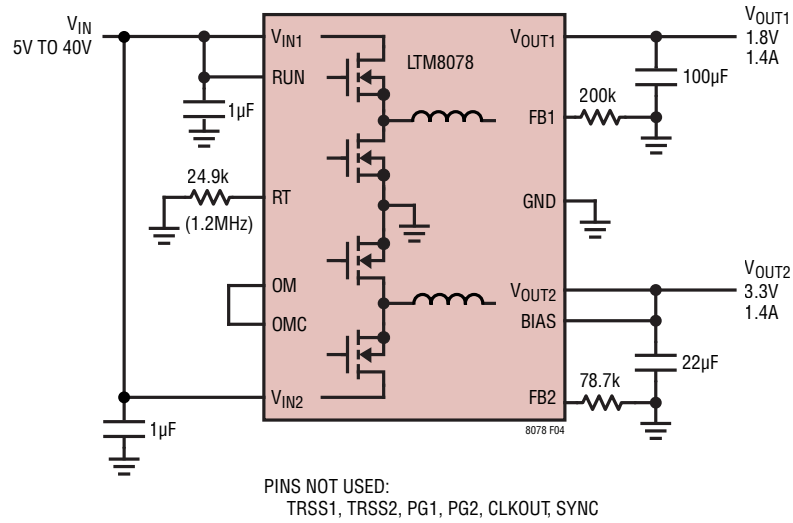 VIN
5V TO 40V
VIN1
RUN
1µF
24.9k
(1.2MHz)
RT
OM
OMC
VIN2
1µF
LTM8078
VOUT1
FB1
GND
VOUT2
BIAS
FB2
200k
100µF
VOUT1
1.8V
1.4A
VOUT2
3.3V
1.4A
22µF
78.7k
8078 F04
PINS NOT USED:
TRSS1, TRSS2, PG1, PG2, CLKOUT, SYNC